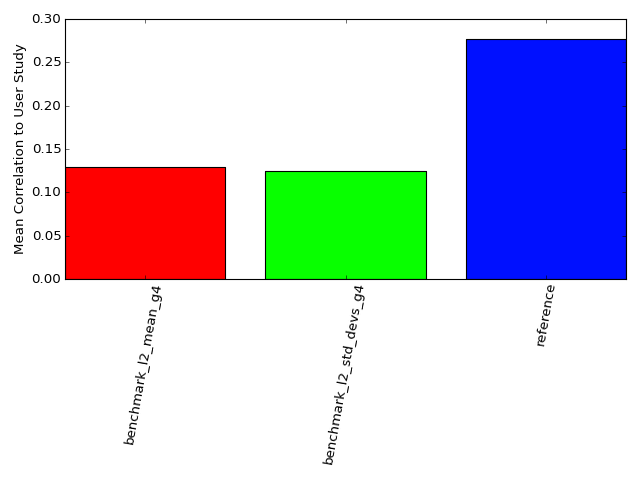 Mean Correlation to User Study
0.30
0.25
0.20
0.15
0.10
0.05
0.00
benchmark_l2_mean_g4
benchmark_l2_std_devs_g4
reference